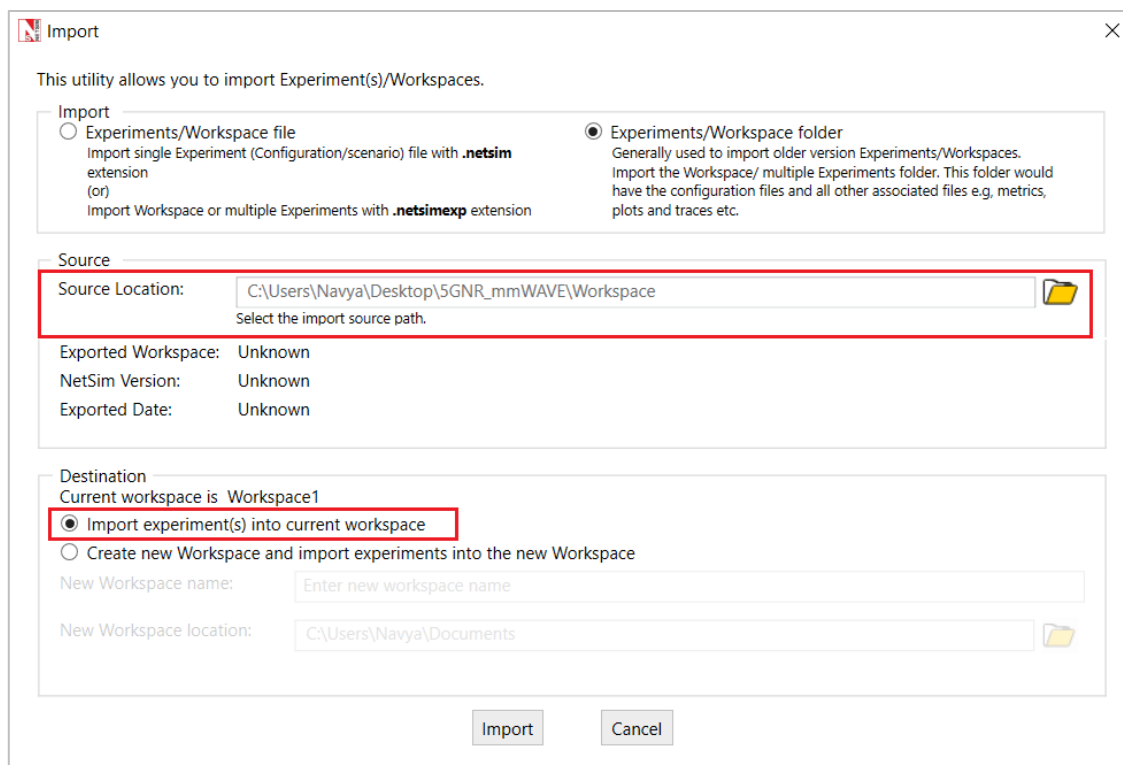 Import
This utility allows you to import Experiment(s)/Workspaces.
Import
Experiments/Workspace file
Import single Experiment (Configuration/scenario) file with .netsim
extension
(or)
Import Workspace or multiple Experiments with .netsimexp extension
Experiments/Workspace folder
Generally used to import older version Experiments/Workspaces.
Import the Workspace/ multiple Experiments folder. This folder would
have the configuration files and all other associated files e.g, metrics,
plots and traces etc.
Source
Source Location: C:\Users\Navya\Desktop\5GNR_mmWAVE\Workspace
Select the import source path.
Exported Workspace: Unknown
NetSim Version: Unknown
Exported Date: Unknown
Destination
Current workspace is Workspace1
Import experiment(s) into current workspace
Create new Workspace and import experiments into the new Workspace
New Workspace name: Enter new workspace name
New Workspace location: C:\Users\Navya\Documents
Import Cancel